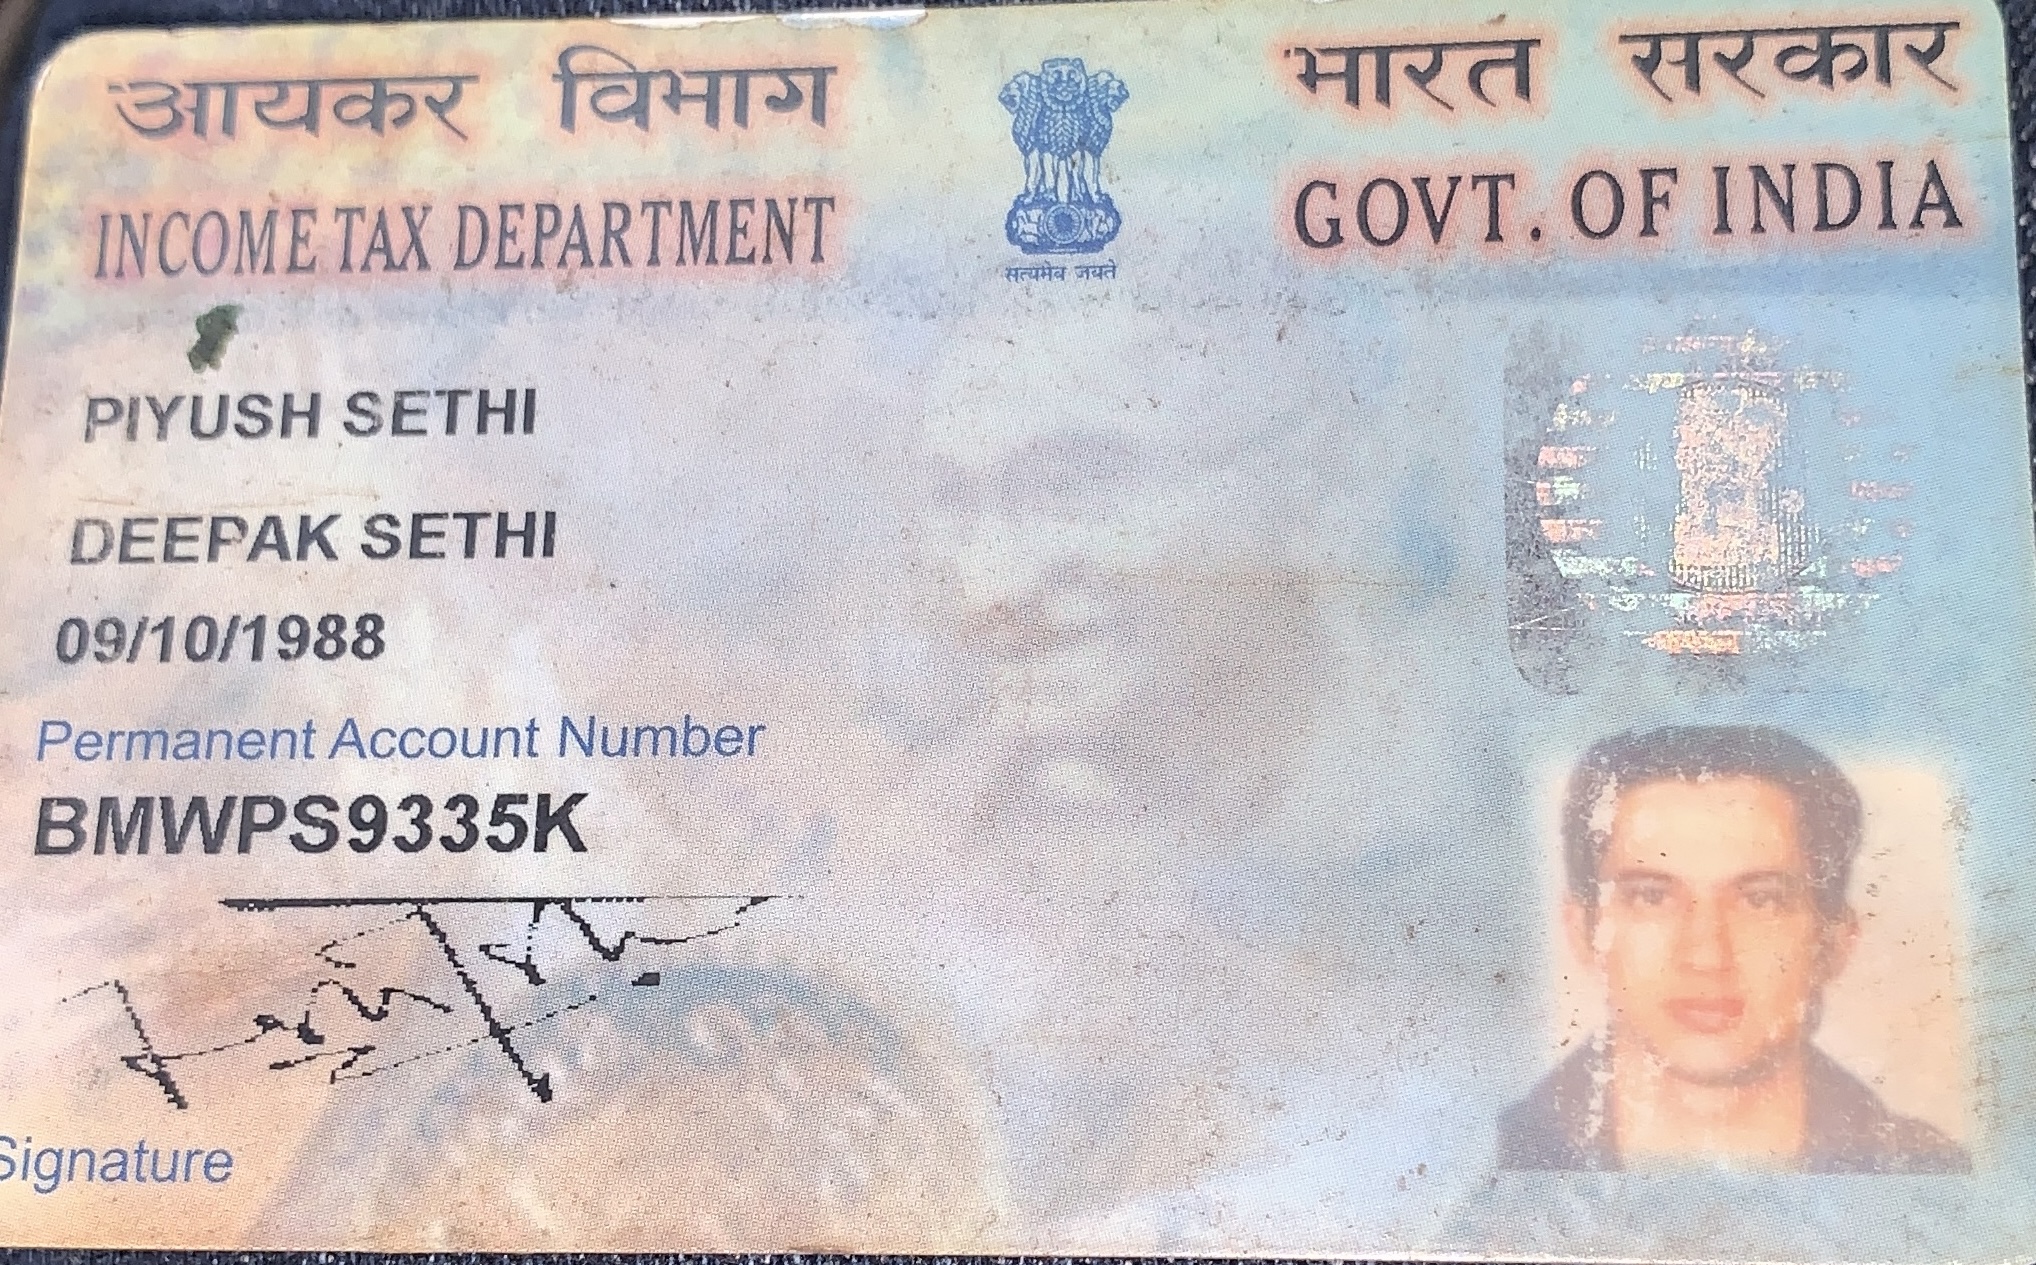 आयकर विभाग
INCOME TAX DEPARTMENT
भारत सरकार
GOVT. OF INDIA
सत्यमेव जयते
PIYUSH SETHI
DEEPAK SETHI
09/10/1988
Permanent Account Number
BMWPS9335K
Signature